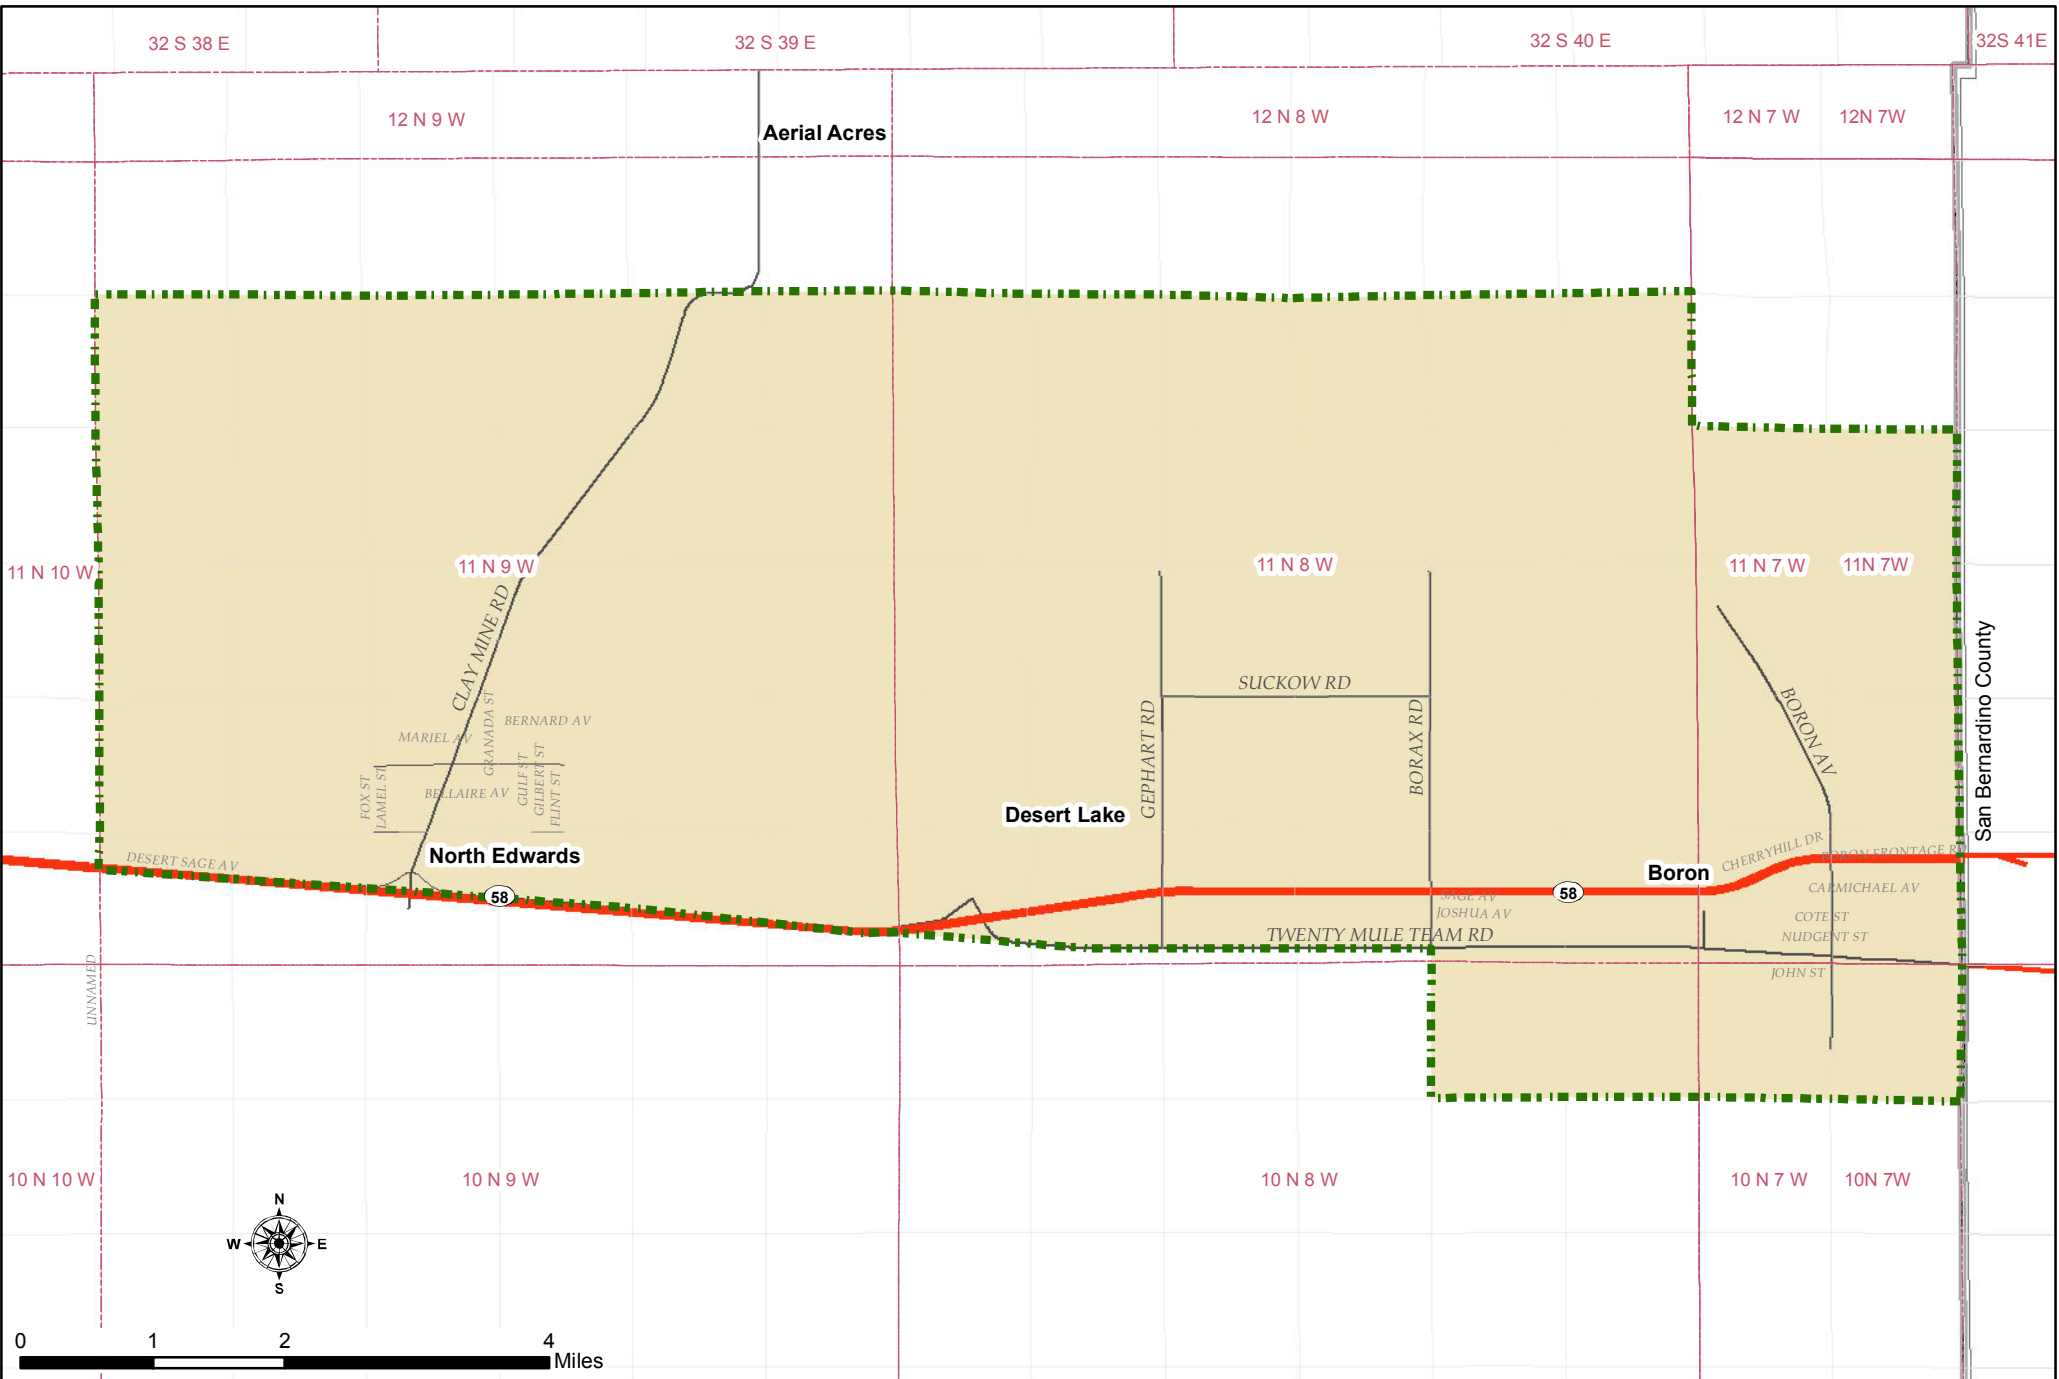 32 S 38 E
32 S 39 E
32 S 40 E
32S 41E
12 N 9 W
12 N 8 W
12 N 7 W
12N 7W
Aerial Acres
11 N 10 W
11 N 9 W
11 N 8 W
11 N 7 W
11N 7W
CLAY MINE RD
SUCKOW RD
GEPHART RD
BORAX RD
BORON AV
San Bernardino County
GRANADA ST
BERNARD AV
MARIEL AV
FOX ST
LAMEL ST
BELLAIRE AV
GULF ST
GILBERT ST
FLINT ST
Desert Lake
North Edwards
DESERT SAGE AV
58
Boron
CHERRYHILL DR
BORON FRONTAGE RD
58
SAGE AV
CARMICHAEL AV
JOSHUA AV
COTE ST
TWENTY MULE TEAM RD
NUDGENT ST
JOHN ST
UNNAMED
10 N 10 W
10 N 9 W
10 N 8 W
10 N 7 W
10N 7W
N
W
E
S
0
1
2
4
Miles